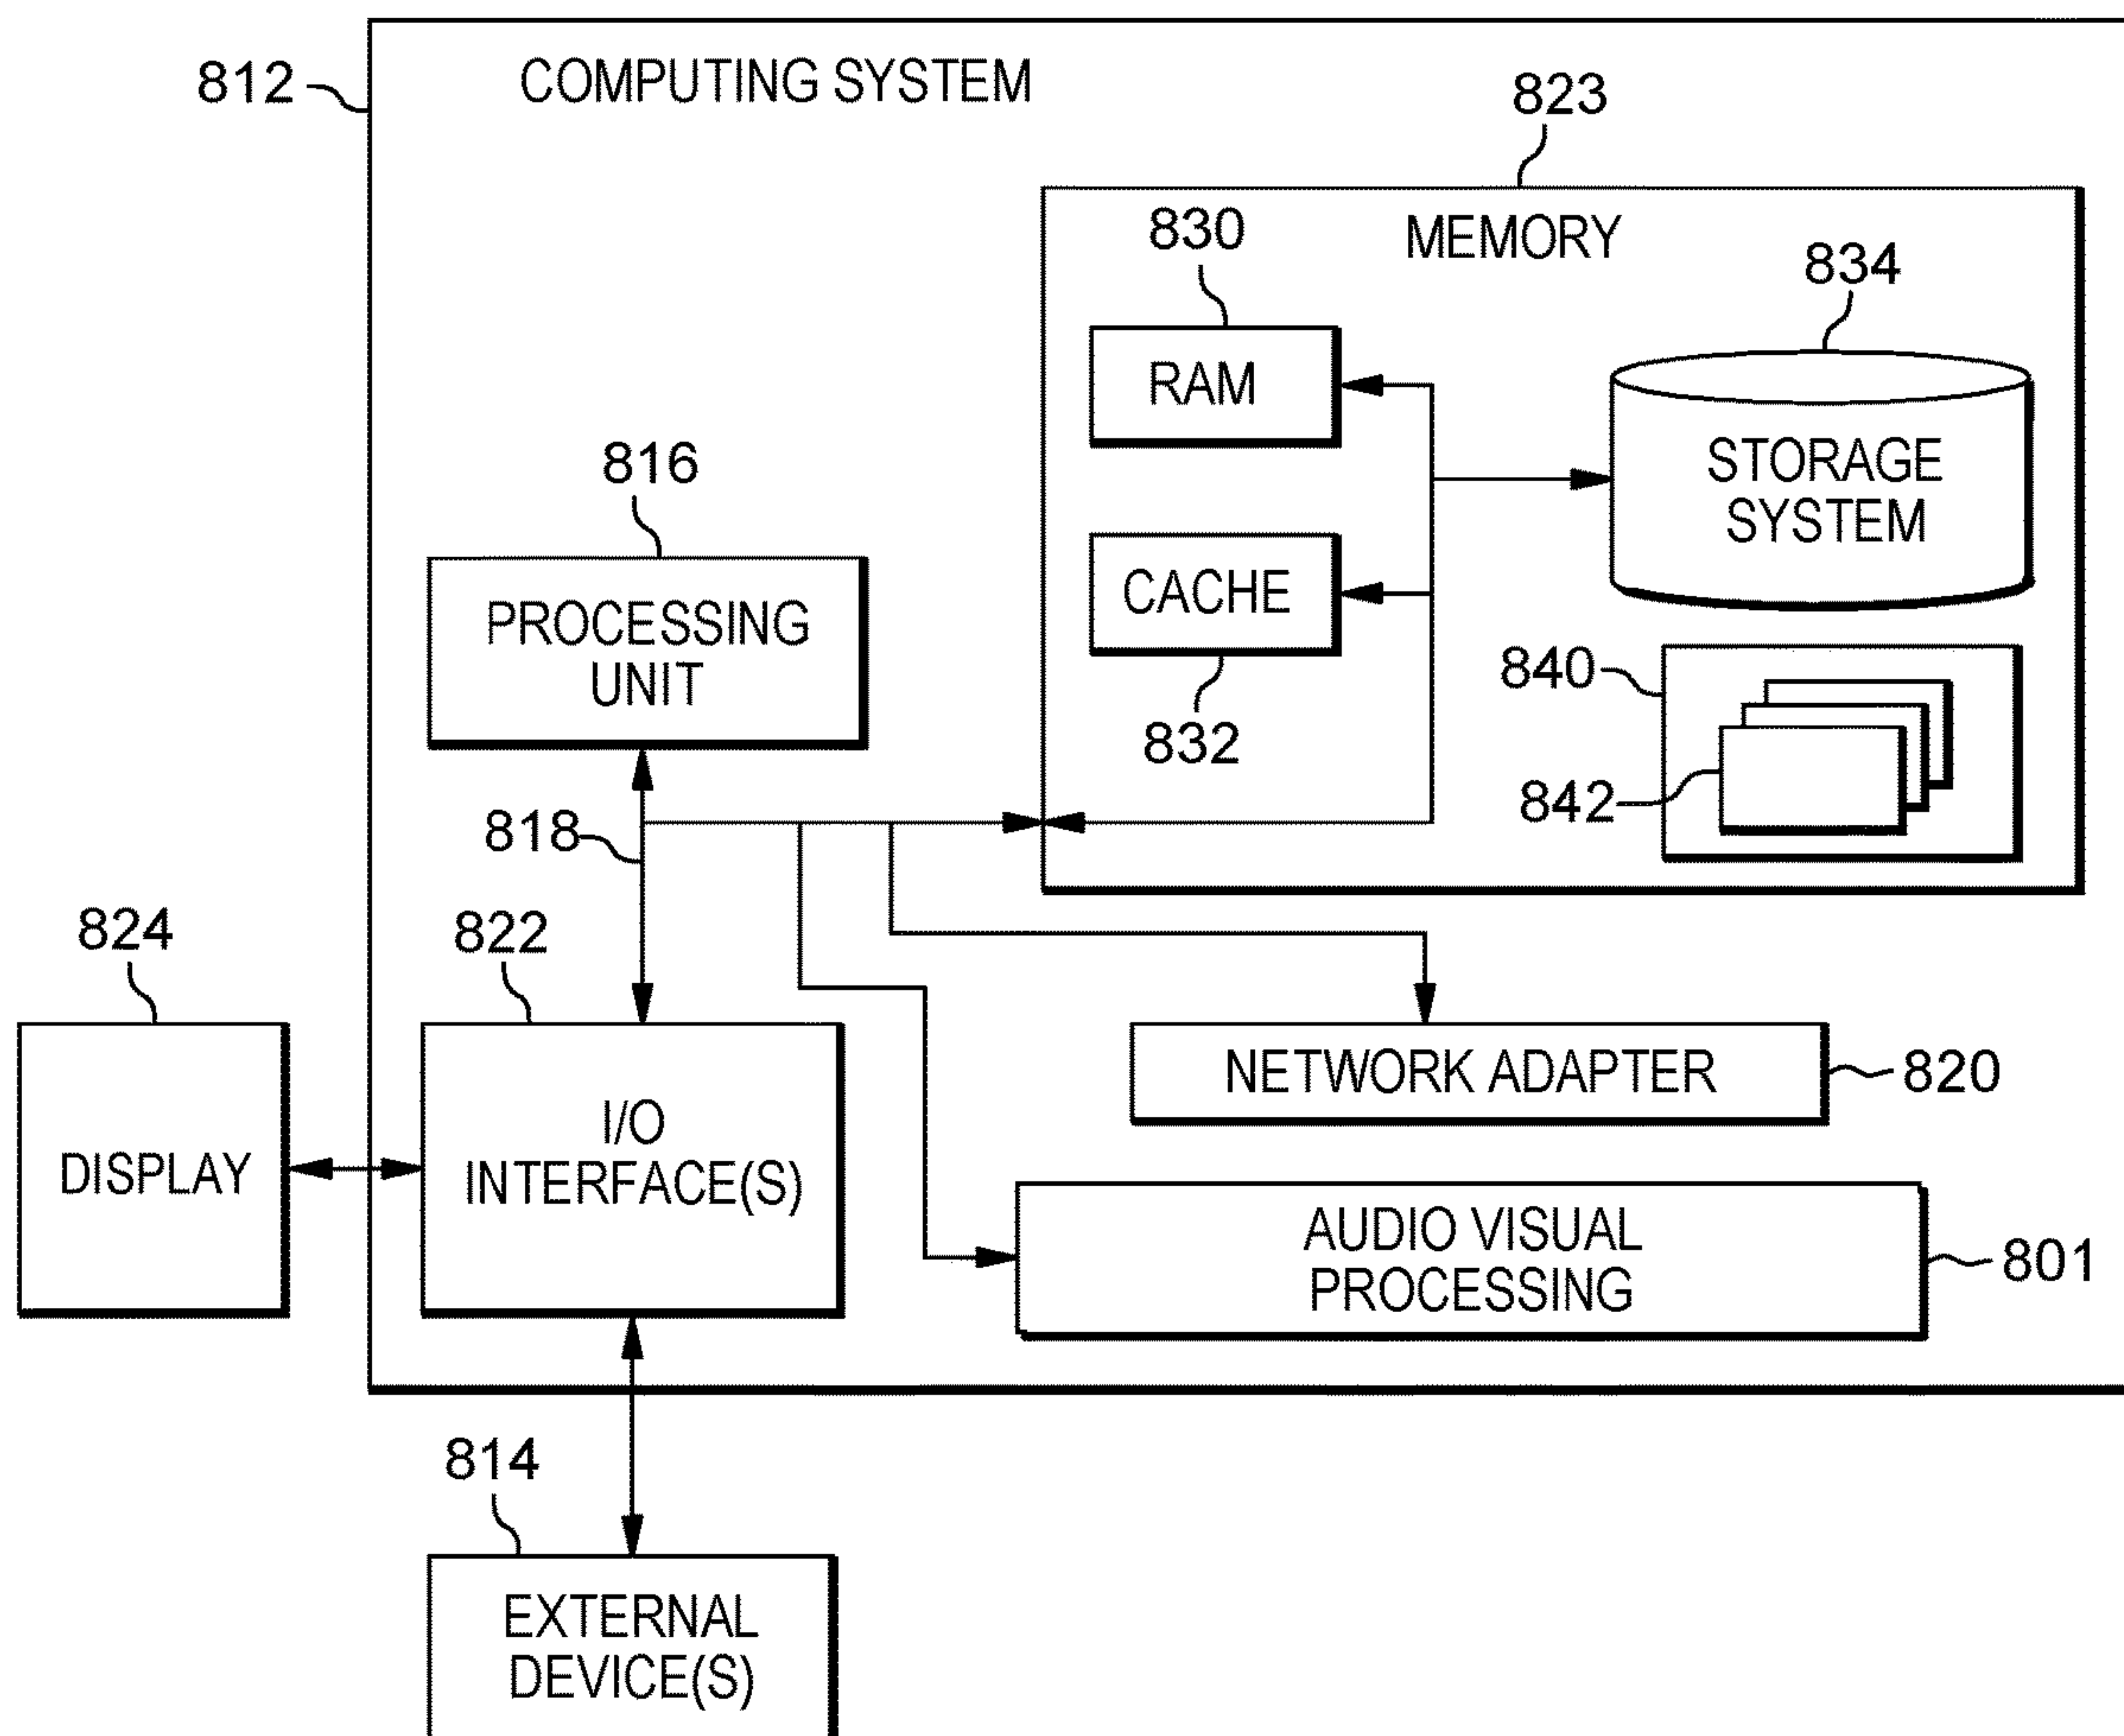 812
COMPUTING SYSTEM
823
830
MEMORY
834
RAM
STORAGE
SYSTEM
816
PROCESSING
UNIT
CACHE
832
840
842
818
824
822
NETWORK ADAPTER
820
DISPLAY
I/O
INTERFACE(S)
AUDIO VISUAL
PROCESSING
801
814
EXTERNAL
DEVICE(S)